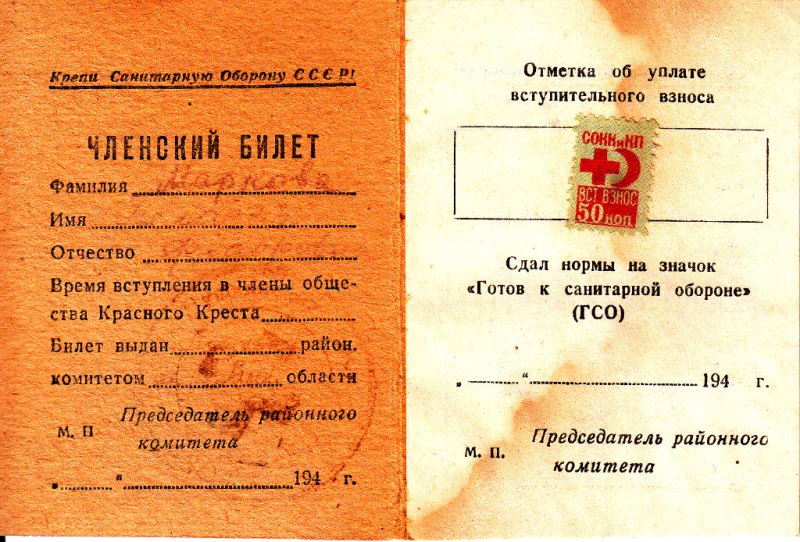 Крепи Санитарную Оборону СССР!
ЧЛЕНСКИЙ БИЛЕТ
Фамилия
Имя
Отчество
Время вступления в члены обще-
ства Красного Креста
Билет выдан район.
комитетом области
М. П Председатель районного
комитета
„ “ 194 г.
Отметка об уплате
вступительного взноса
СОКК и КП
ВСТ ВЗНОС
50 коп
Сдал нормы на значок
«Готов к санитарной обороне»
(ГСО)
„ “ 194 г.
М. П. Председатель районного
комитета